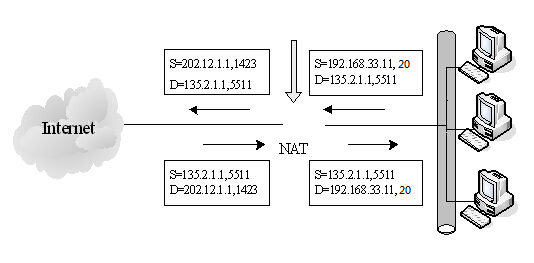 S=202.12.1.1,1423
D=135.2.1.1,5511
S=192.168.33.11, 20
D=135.2.1.1,5511
Internet
NAT
S=135.2.1.1,5511
D=202.12.1.1,1423
S=135.2.1.1,5511
D=192.168.33.11, 20